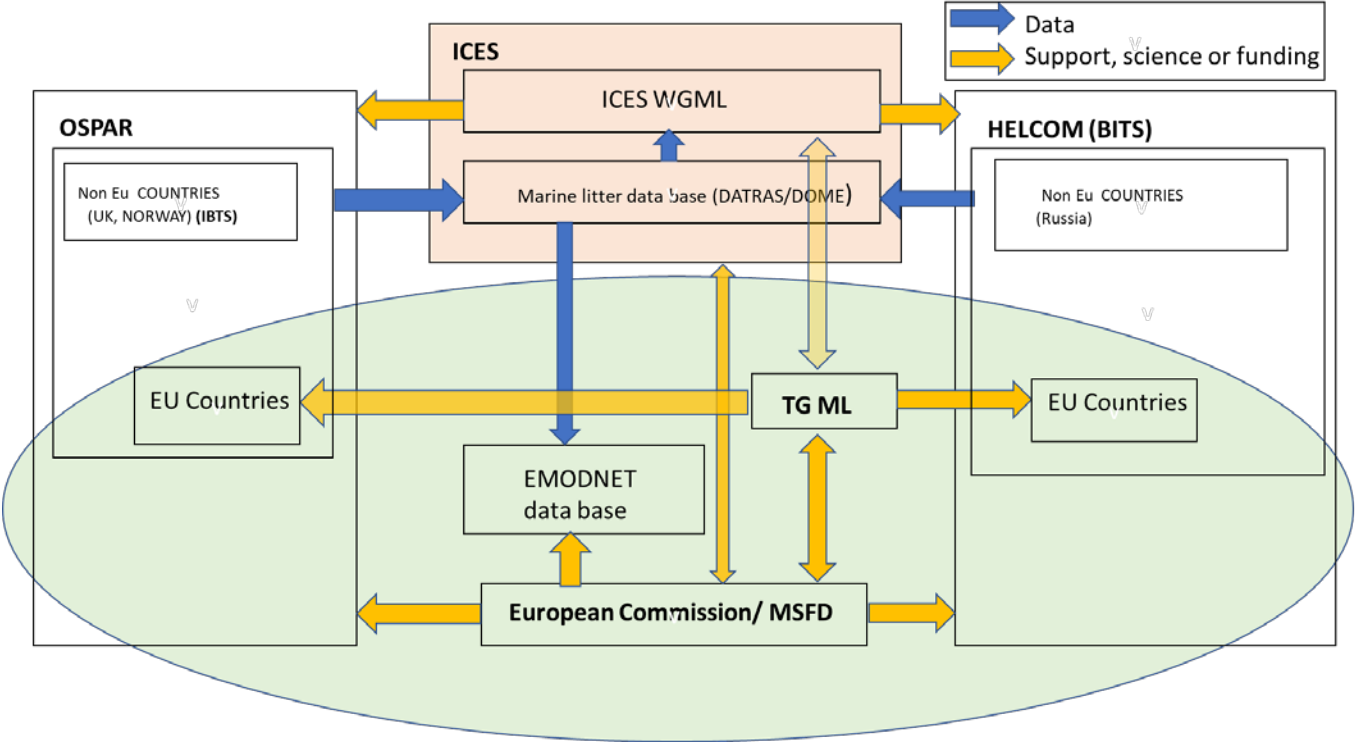 ICES
Data
Support, science or funding
ICES WGML
OSPAR
HELCOM (BITS)
Non Eu COUNTRIES
(UK, NORWAY) (IBTS)
Marine litter data base (DATRAS/DOME)
Non Eu COUNTRIES
(Russia)
EU Countries
TG ML
EU Countries
EMODNET
data base
European Commission/ MSFD